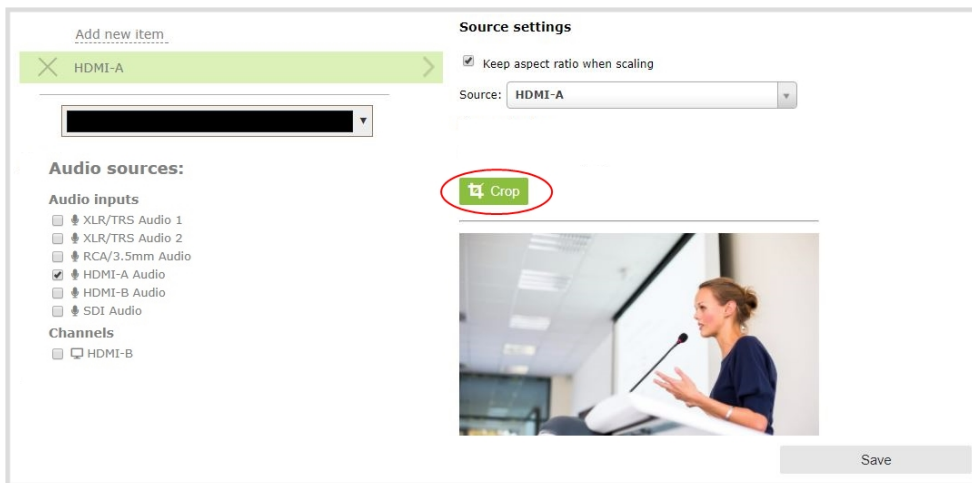 Add new item
HDMI-A
Audio sources:
Audio inputs
XLR/TRS Audio 1
XLR/TRS Audio 2
RCA/3.5mm Audio
HDMI-A Audio
HDMI-B Audio
SDI Audio
Channels
HDMI-B
Source settings
Keep aspect ratio when scaling
Source: HDMI-A
Crop
Save